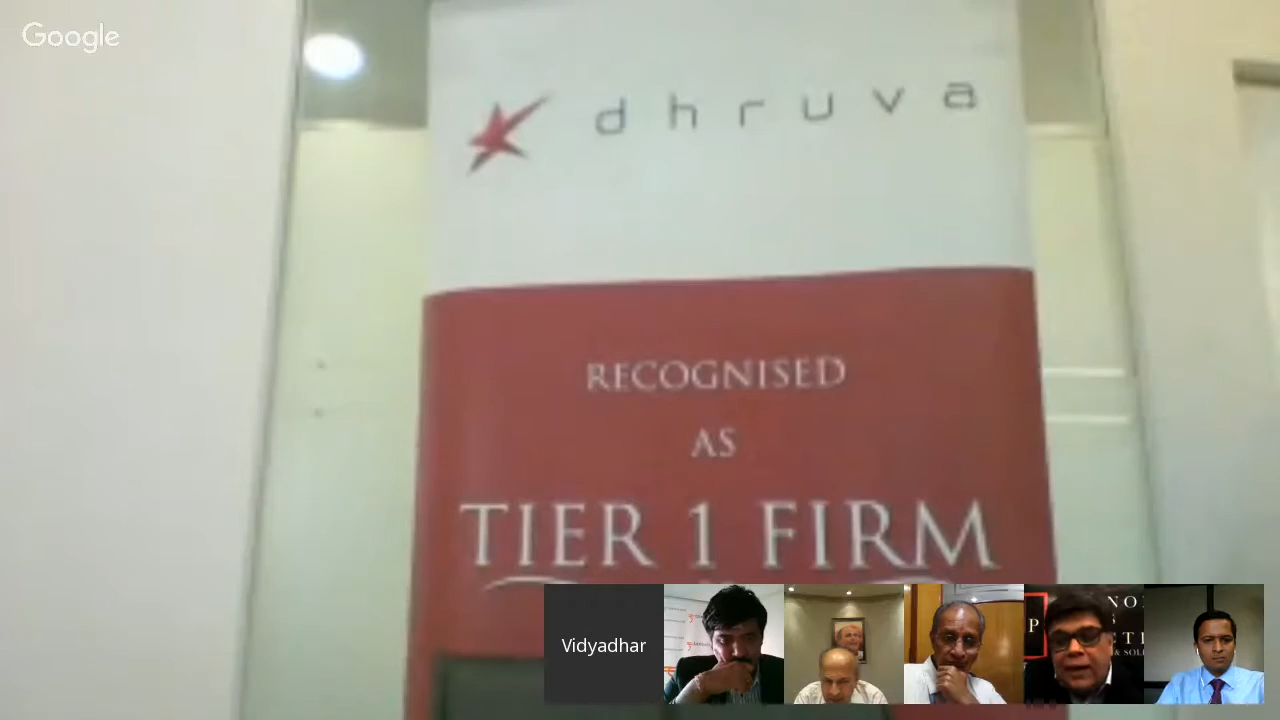 Google
dhruva
RECOGNISED
AS
TIER 1 FIRM
Vidyadhar